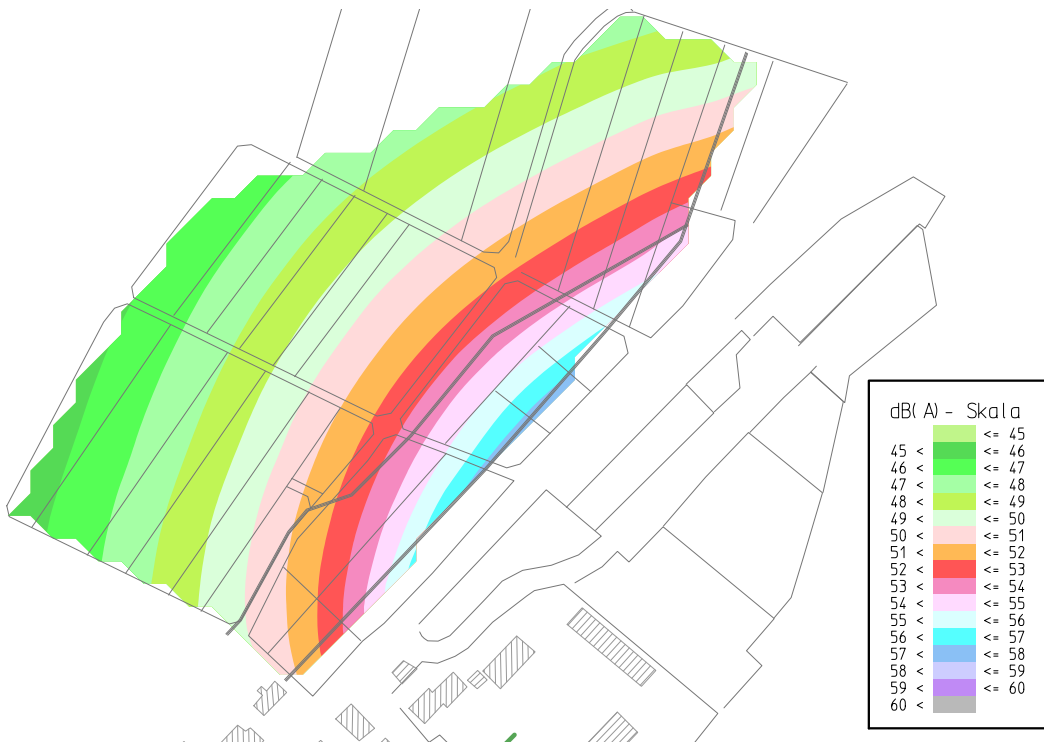 dB( A) - Skala
<= 45
45 < <= 46
46 < <= 47
47 < <= 48
48 < <= 49
49 < <= 50
50 < <= 51
51 < <= 52
52 < <= 53
53 < <= 54
54 < <= 55
55 < <= 56
56 < <= 57
57 < <= 58
58 < <= 59
59 < <= 60
60 <